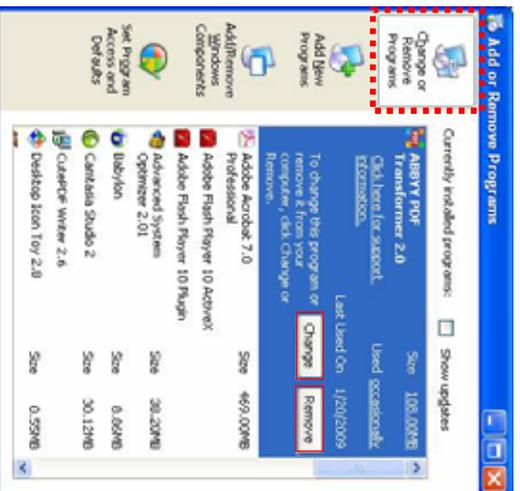 Add or Remove Programs
Change or
Remove
Programs
Add New
Programs
Add/Remove
Windows
Components
Set Program
Access and
Defaults
Currently installed programs:
Show updates
ABBYY PDF
Transformer 2.0
Size 108.00MB
Click here for support
information.
Used occasionally
Last Used On 1/20/2009
To change this program or
remove it from your
computer, click Change or
Remove.
Change
Remove
Adobe Acrobat 7.0
Professional
Size 469.00MB
Adobe Flash Player 10 ActiveX
Adobe Flash Player 10 Plugin
Advanced System
Optimizer 2.01
Size 38.20MB
Babylon
Size 8.06MB
Camtasia Studio 2
Size 30.12MB
CutePDF Writer 2.6
Desktop Icon Toy 2.8
Size 0.55MB